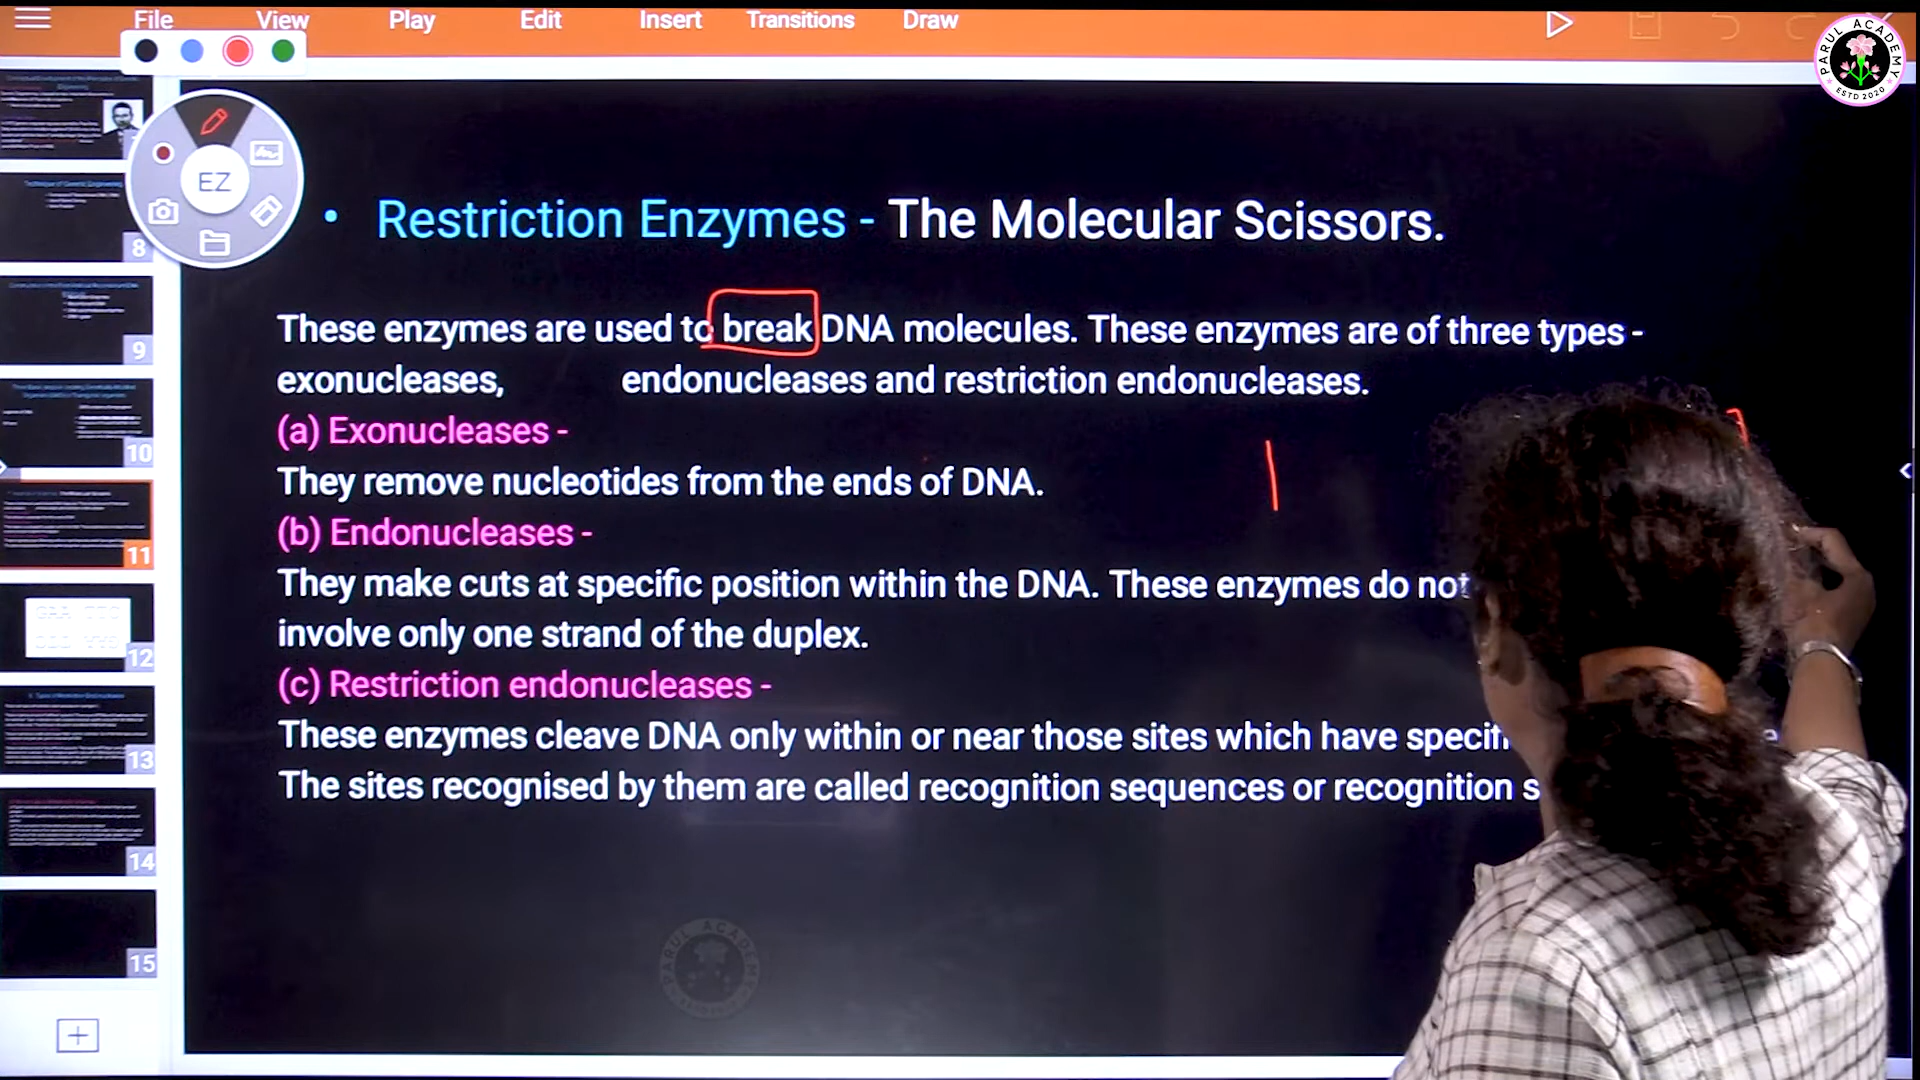 File View Play Edit Insert Transitions Draw
PARUL ACADEMY
ESTD 2020
EZ
• Restriction Enzymes - The Molecular Scissors.
These enzymes are used to break DNA molecules. These enzymes are of three types -
exonucleases, endonucleases and restriction endonucleases.
(a) Exonucleases -
They remove nucleotides from the ends of DNA.
(b) Endonucleases -
They make cuts at specific position within the DNA. These enzymes do not
involve only one strand of the duplex.
(c) Restriction endonucleases -
These enzymes cleave DNA only within or near those sites which have
The sites recognised by them are called recognition sequences or recognition
8
9
10
11
12
13
14
15
PARUL ACADEMY